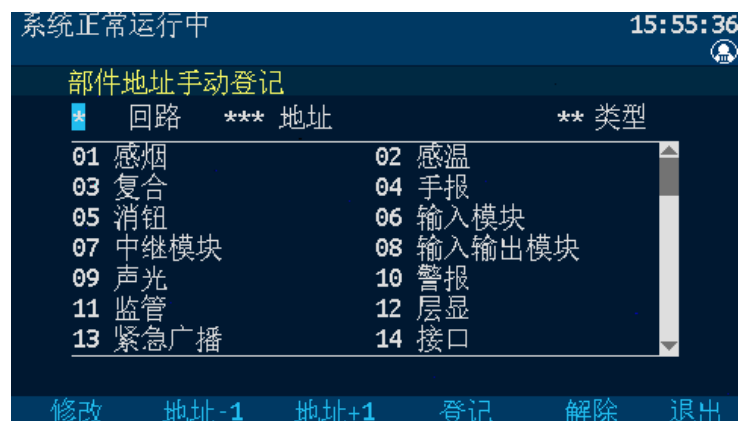 系统正常运行中 15:55:36
部件地址手动登记
* 回路 *** 地址 ** 类型
01 感烟 02 感温
03 复合 04 手报
05 消钮 06 输入模块
07 中继模块 08 输入输出模块
09 声光 10 警报
11 监管 12 层显
13 紧急广播 14 接口
修改 地址-1 地址+1 登记 解除 退出